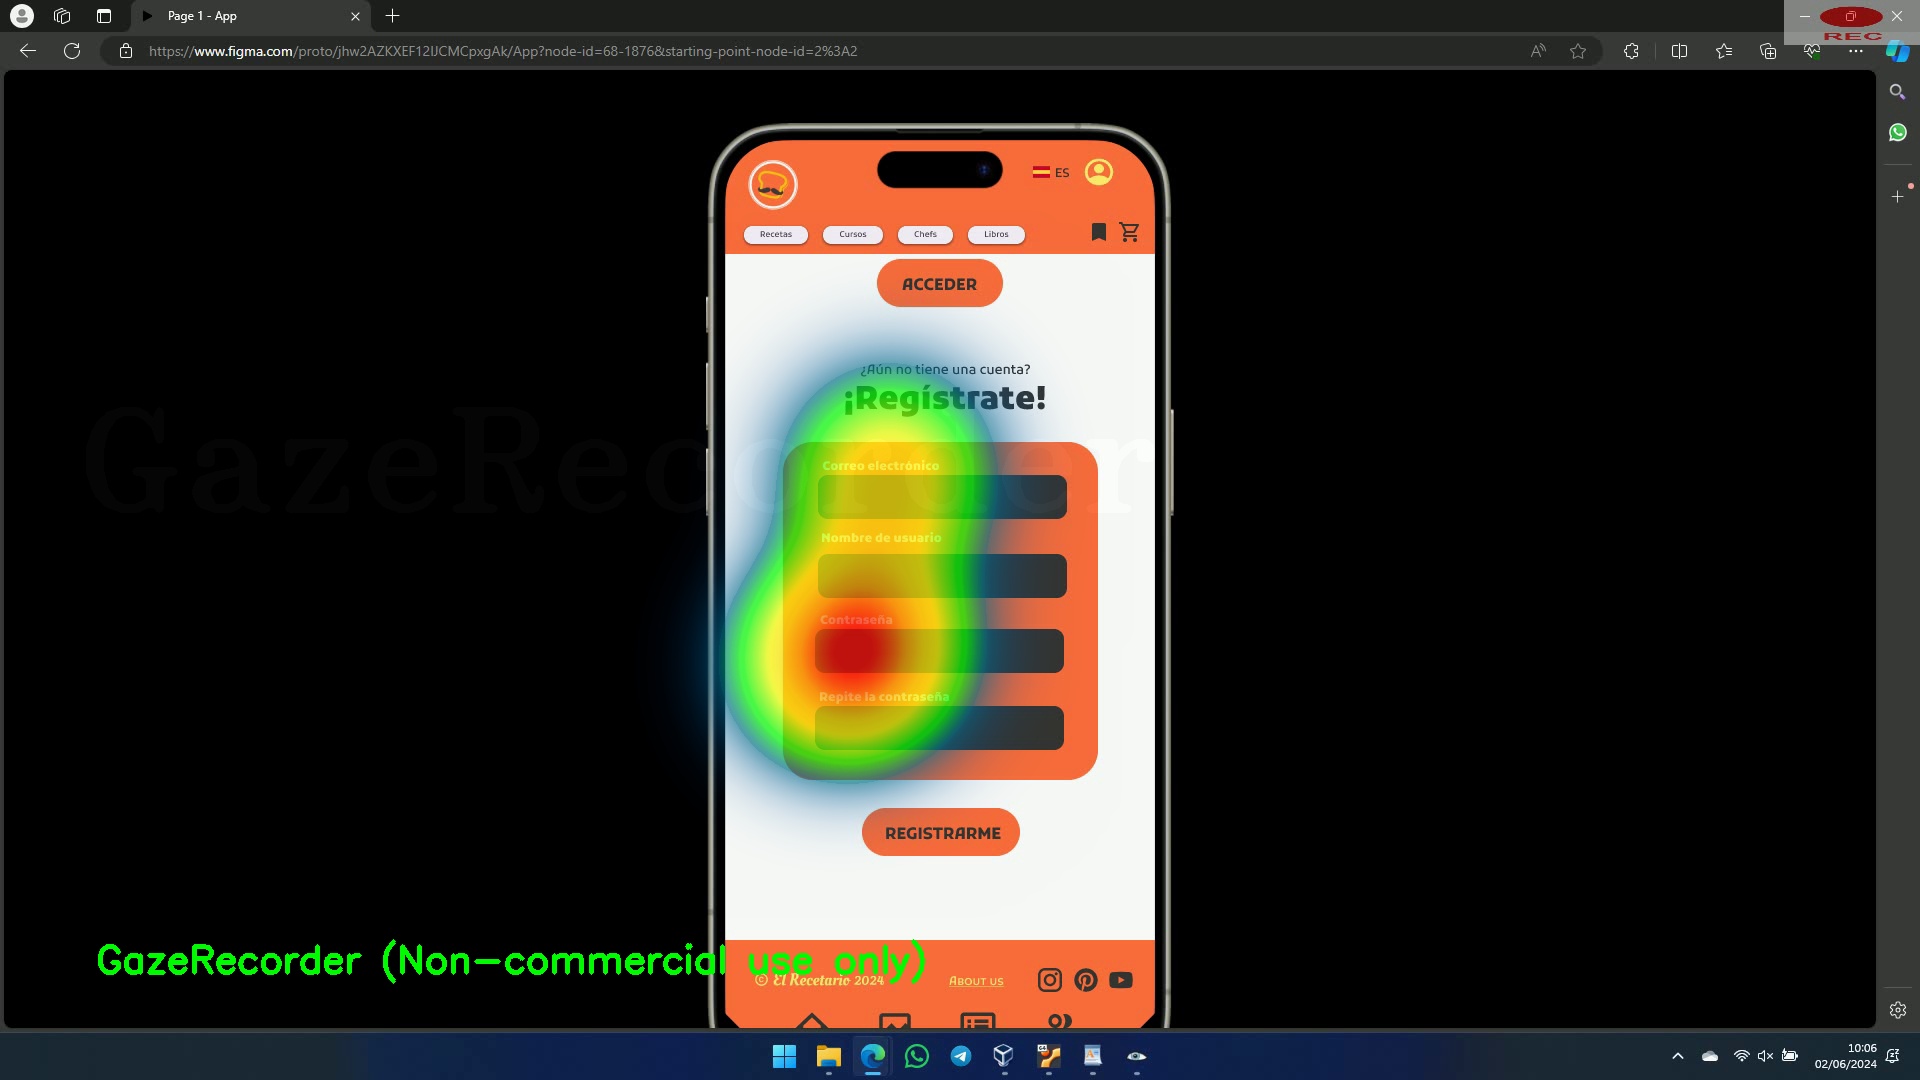 Page 1 - App
https://www.figma.com/proto/jhw2AZKXEF12IJCMCpxgAk/App?node-id=68-1876&starting-point-node-id=2%3A2
REC
ES
Recetas
Cursos
Chefs
Libros
ACCEDER
¿Aún no tiene una cuenta?
¡Regístrate!
GazeRecorder
Correo electrónico
Nombre de usuario
Contraseña
Repite la contraseña
REGISTRARME
GazeRecorder (Non-commercial use only)
© El Recetario 2024
About us
10:06
02/06/2024